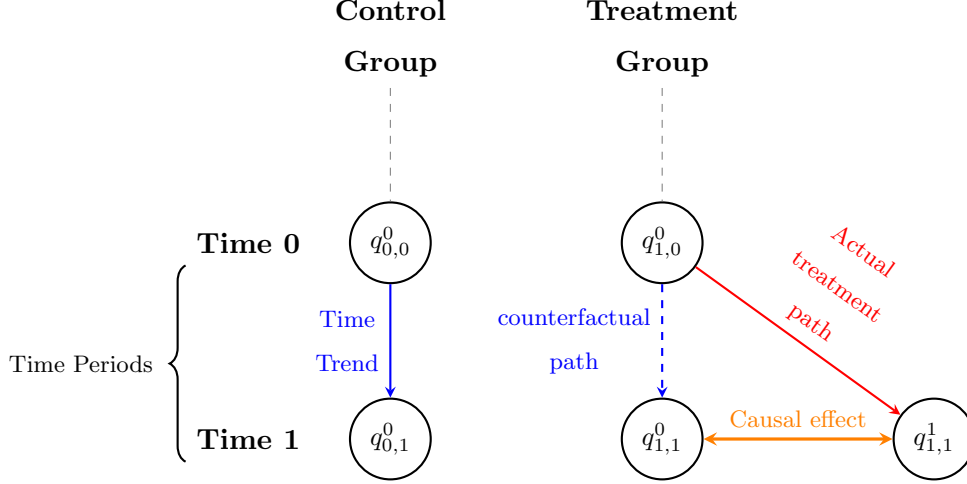 Control
Group
Treatment
Group
Time 0
q^0_{0,0}
q^0_{1,0}
Actual
treatment
path
Time
Trend
counterfactual
path
Time Periods
Time 1
q^0_{0,1}
q^0_{1,1}
Causal effect
q^1_{1,1}